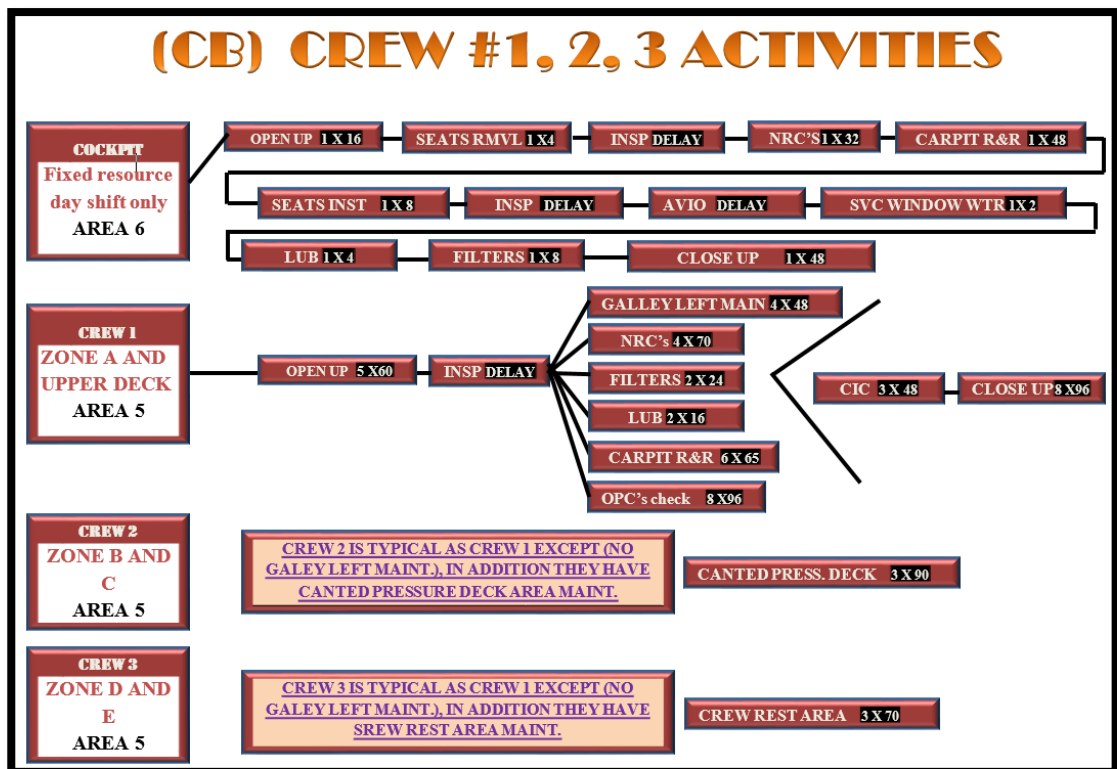 (CB) CREW #1, 2, 3 ACTIVITIES
COCKPIT
Fixed resource
day shift only
AREA 6
OPEN UP 1 X 16
SEATS RMVL 1 X4
INSP DELAY
NRC'S 1 X 32
CARPIT R&R 1 X 48
SEATS INST 1 X 8
INSP DELAY
AVIO DELAY
SVC WINDOW WTR 1X 2
LUB 1 X 4
FILTERS 1 X 8
CLOSE UP 1 X 48
CREW 1
ZONE A AND
UPPER DECK
AREA 5
OPEN UP 5 X60
INSP DELAY
GALLEY LEFT MAIN 4 X 48
NRC's 4 X 70
FILTERS 2 X 24
LUB 2 X 16
CARPIT R&R 6 X 65
OPC's check 8 X96
CIC 3 X 48
CLOSE UP 8 X96
CREW 2
ZONE B AND
C
AREA 5
CREW 2 IS TYPICAL AS CREW 1 EXCEPT (NO
GALEY LEFT MAINT.), IN ADDITION THEY HAVE
CANTED PRESSURE DECK AREA MAINT.
CANTED PRESS. DECK 3 X 90
CREW 3
ZONE D AND
E
AREA 5
CREW 3 IS TYPICAL AS CREW 1 EXCEPT (NO
GALEY LEFT MAINT.), IN ADDITION THEY HAVE
SREW REST AREA MAINT.
CREW REST AREA 3 X 70